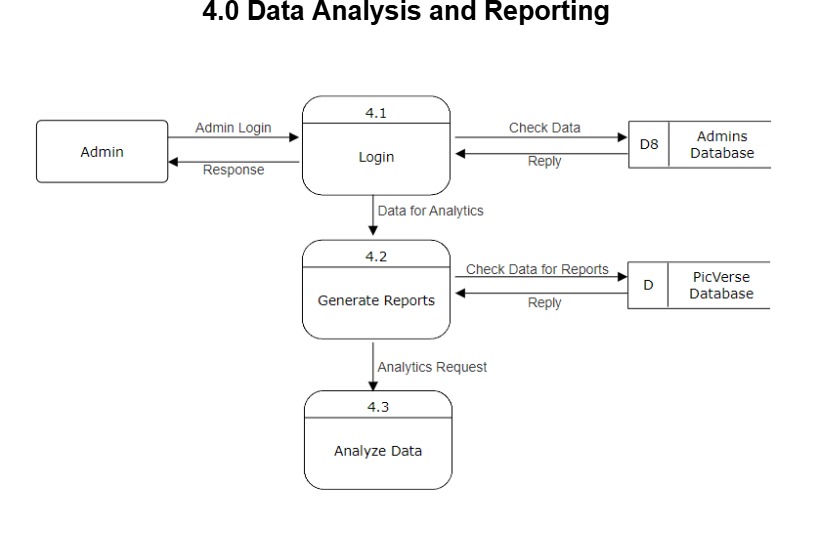 4.0 Data Analysis and Reporting
4.1
Admin Login
Check Data
Admin
Login
D8
Admins
Database
Response
Reply
Data for Analytics
4.2
Check Data for Reports
Generate Reports
D
PicVerse
Database
Reply
Analytics Request
4.3
Analyze Data